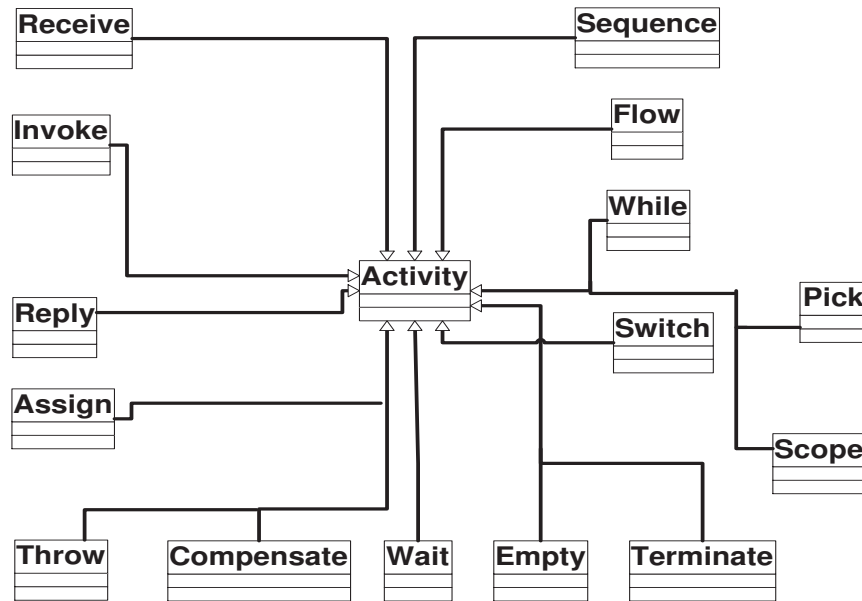 Receive
Sequence
Invoke
Flow
While
Activity
Reply
Pick
Switch
Assign
Scope
Throw
Compensate
Wait
Empty
Terminate